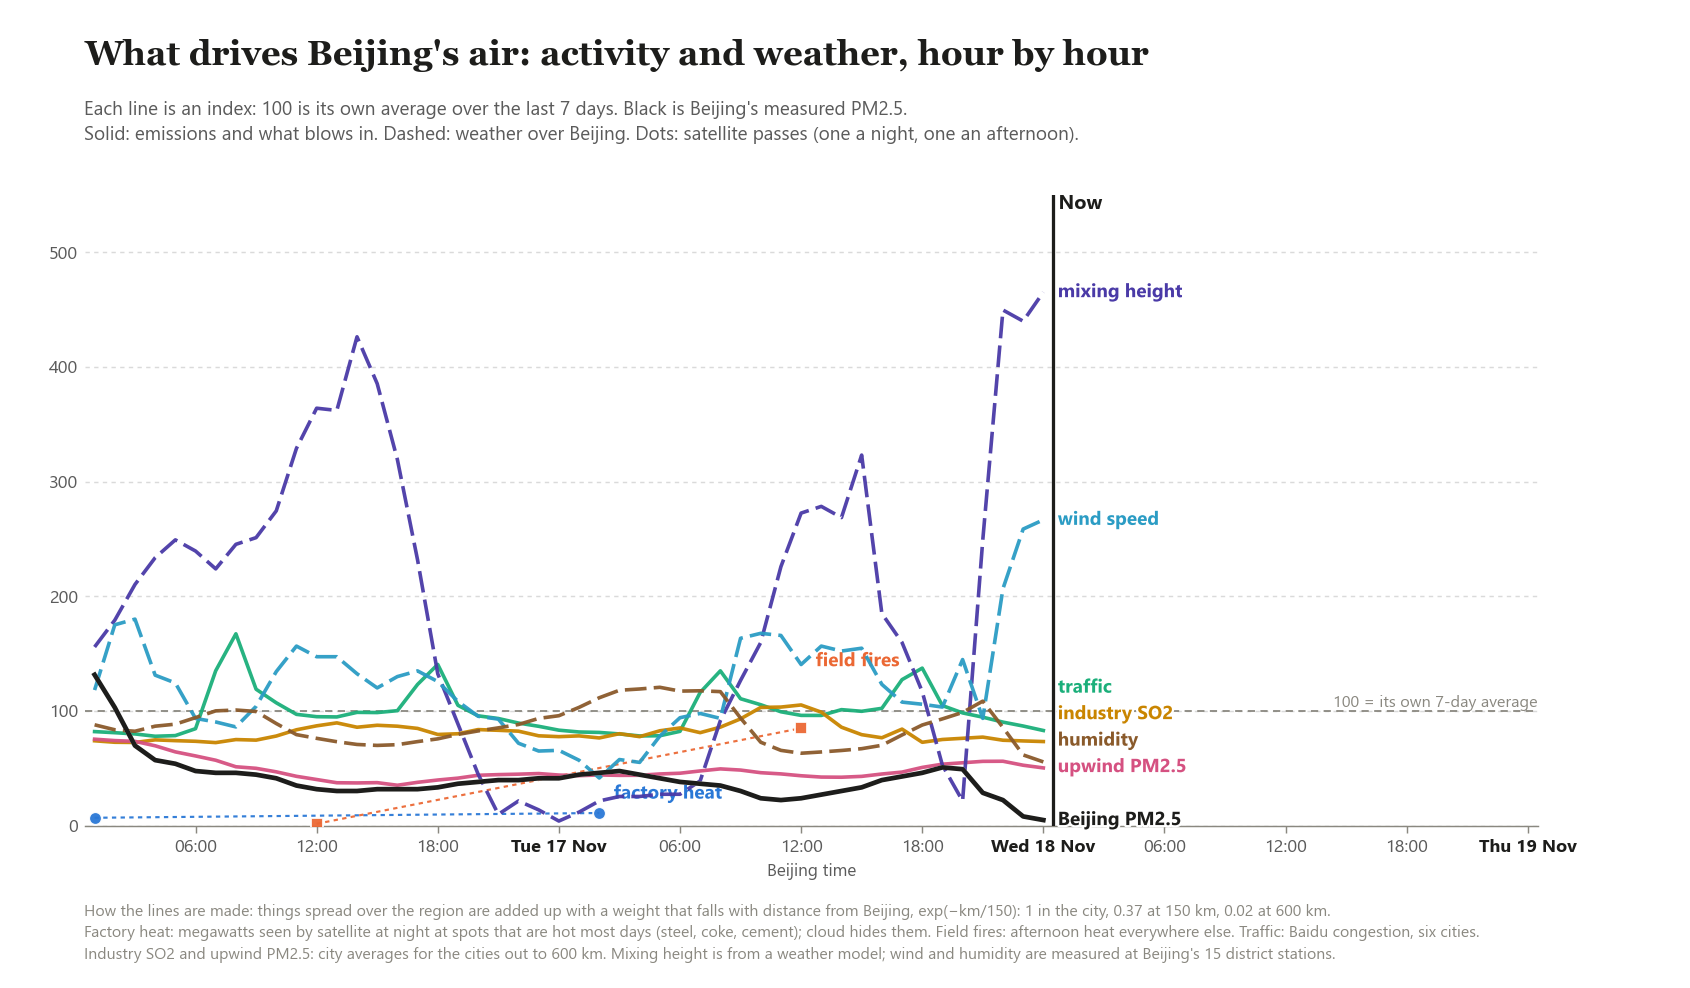 What drives Beijing's air: activity and weather, hour by hour
Each line is an index: 100 is its own average over the last 7 days. Black is Beijing's measured PM2.5.
Solid: emissions and what blows in. Dashed: weather over Beijing. Dots: satellite passes (one a night, one an afternoon).
Now
500
mixing height
400
300
wind speed
200
field fires
traffic
100 = its own 7-day average
100
industry SO2
humidity
upwind PM2.5
factory heat
Beijing PM2.5
0
06:00 12:00 18:00 Tue 17 Nov 06:00 12:00 18:00 Wed 18 Nov 06:00 12:00 18:00 Thu 19 Nov
Beijing time
How the lines are made: things spread over the region are added up with a weight that falls with distance from Beijing, exp(−km/150): 1 in the city, 0.37 at 150 km, 0.02 at 600 km.
Factory heat: megawatts seen by satellite at night at spots that are hot most days (steel, coke, cement); cloud hides them. Field fires: afternoon heat everywhere else. Traffic: Baidu congestion, six cities.
Industry SO2 and upwind PM2.5: city averages for the cities out to 600 km. Mixing height is from a weather model; wind and humidity are measured at Beijing's 15 district stations.